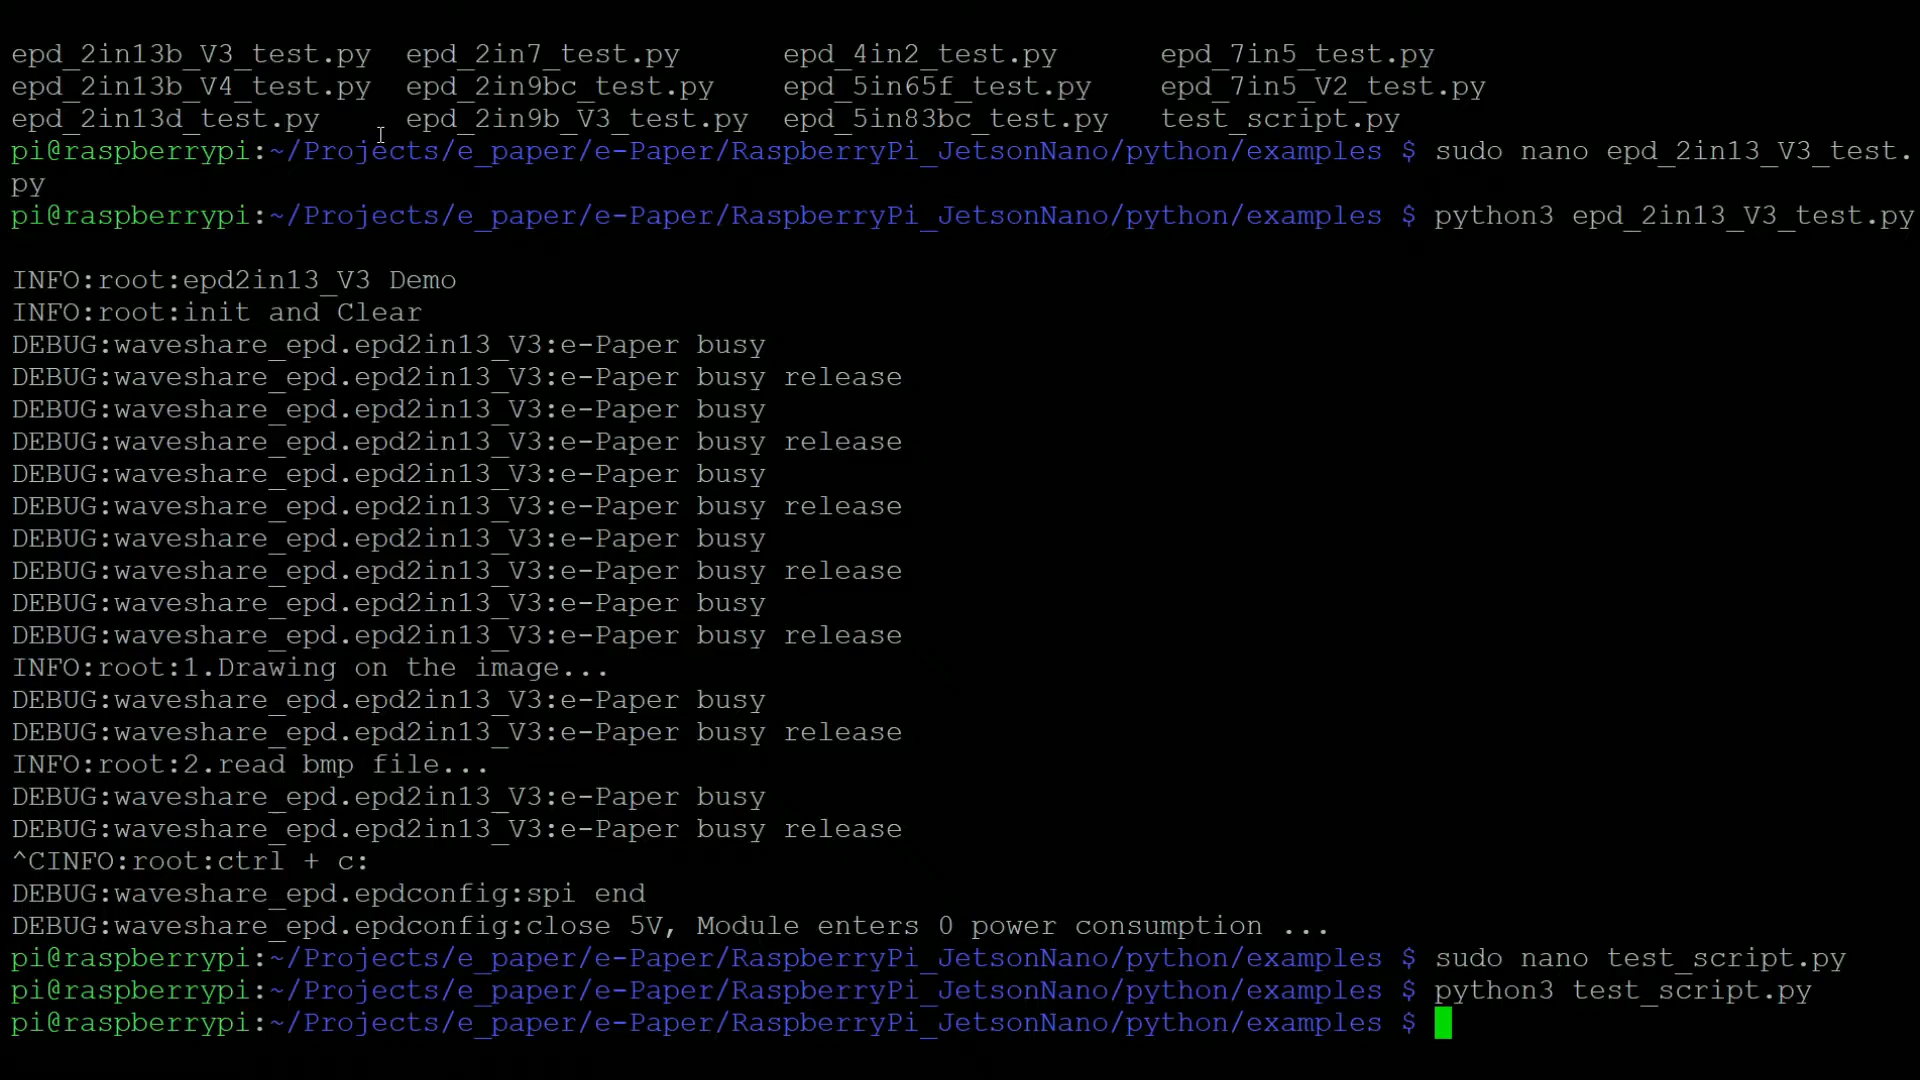 epd_2in13b_V3_test.py  epd_2in7_test.py      epd_4in2_test.py      epd_7in5_test.py
epd_2in13b_V4_test.py  epd_2in9bc_test.py    epd_5in65f_test.py    epd_7in5_V2_test.py
epd_2in13d_test.py     epd_2in9b_V3_test.py  epd_5in83bc_test.py   test_script.py
pi@raspberrypi:~/Projects/e_paper/e-Paper/RaspberryPi_JetsonNano/python/examples $ sudo nano epd_2in13_V3_test.
py
pi@raspberrypi:~/Projects/e_paper/e-Paper/RaspberryPi_JetsonNano/python/examples $ python3 epd_2in13_V3_test.py
INFO:root:epd2in13_V3 Demo
INFO:root:init and Clear
DEBUG:waveshare_epd.epd2in13_V3:e-Paper busy
DEBUG:waveshare_epd.epd2in13_V3:e-Paper busy release
DEBUG:waveshare_epd.epd2in13_V3:e-Paper busy
DEBUG:waveshare_epd.epd2in13_V3:e-Paper busy release
DEBUG:waveshare_epd.epd2in13_V3:e-Paper busy
DEBUG:waveshare_epd.epd2in13_V3:e-Paper busy release
DEBUG:waveshare_epd.epd2in13_V3:e-Paper busy
DEBUG:waveshare_epd.epd2in13_V3:e-Paper busy release
DEBUG:waveshare_epd.epd2in13_V3:e-Paper busy
DEBUG:waveshare_epd.epd2in13_V3:e-Paper busy release
INFO:root:1.Drawing on the image...
DEBUG:waveshare_epd.epd2in13_V3:e-Paper busy
DEBUG:waveshare_epd.epd2in13_V3:e-Paper busy release
INFO:root:2.read bmp file...
DEBUG:waveshare_epd.epd2in13_V3:e-Paper busy
DEBUG:waveshare_epd.epd2in13_V3:e-Paper busy release
^CINFO:root:ctrl + c:
DEBUG:waveshare_epd.epdconfig:spi end
DEBUG:waveshare_epd.epdconfig:close 5V, Module enters 0 power consumption ...
pi@raspberrypi:~/Projects/e_paper/e-Paper/RaspberryPi_JetsonNano/python/examples $ sudo nano test_script.py
pi@raspberrypi:~/Projects/e_paper/e-Paper/RaspberryPi_JetsonNano/python/examples $ python3 test_script.py
pi@raspberrypi:~/Projects/e_paper/e-Paper/RaspberryPi_JetsonNano/python/examples $